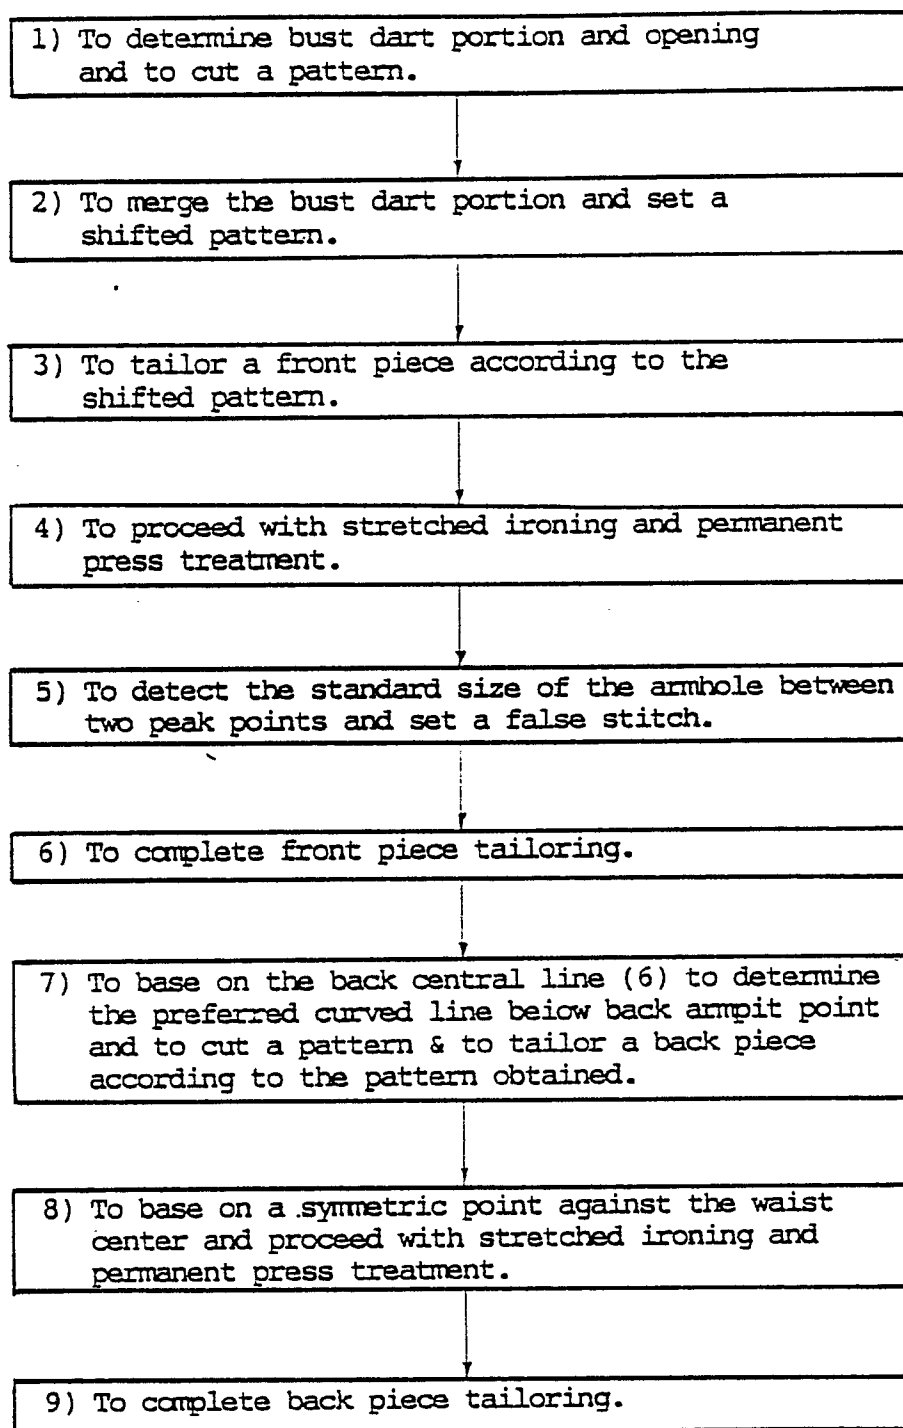 1) To determine bust dart portion and opening
and to cut a pattern.
2) To merge the bust dart portion and set a
shifted pattern.
3) To tailor a front piece according to the
shifted pattern.
4) To proceed with stretched ironing and permanent
press treatment.
5) To detect the standard size of the armhole between
two peak points and set a false stitch.
6) To complete front piece tailoring.
7) To base on the back central line (6) to determine
the preferred curved line below back armpit point
and to cut a pattern & to tailor a back piece
according to the pattern obtained.
8) To base on a symmetric point against the waist
center and proceed with stretched ironing and
permanent press treatment.
9) To complete back piece tailoring.